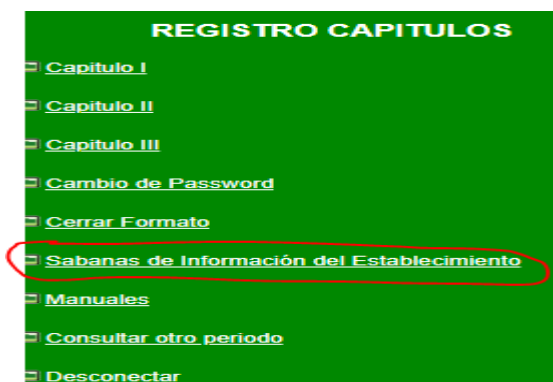 REGISTRO CAPITULOS
Capitulo I
Capitulo II
Capitulo III
Cambio de Password
Cerrar Formato
Sabanas de Información del Establecimiento
Manuales
Consultar otro periodo
Desconectar